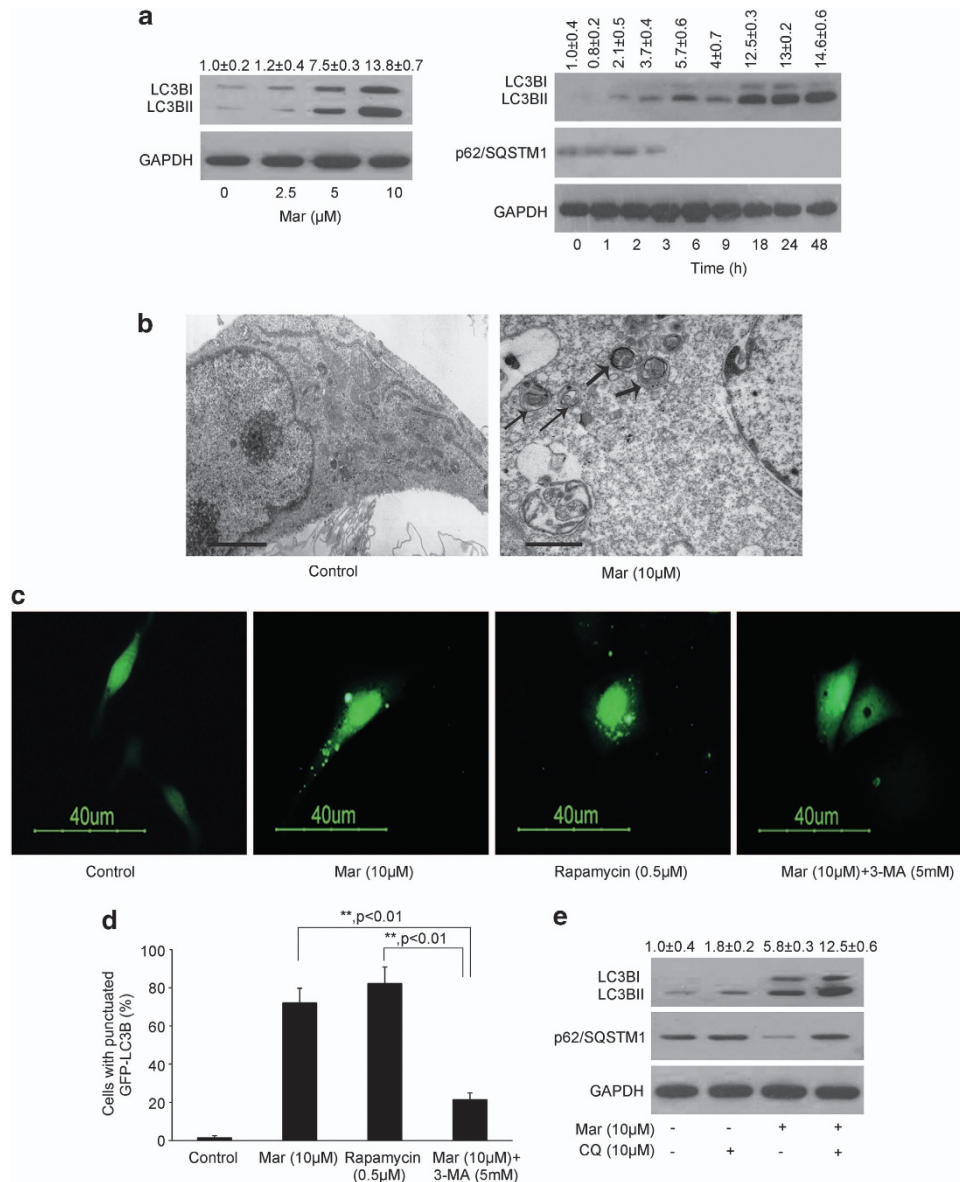 a
1.0±0.2 1.2±0.4 7.5±0.3 13.8±0.7
LC3BI
LC3BII
GAPDH
0 2.5 5 10
Mar (µM)
1.0±0.4 0.8±0.2 2.1±0.5 3.7±0.4 5.7±0.6 4±0.7 12.5±0.3 13±0.2 14.6±0.6
LC3BI
LC3BII
p62/SQSTM1
GAPDH
0 1 2 3 6 9 18 24 48
Time (h)
b
Control
Mar (10µM)
c
40um
40um
40um
40um
Control
Mar (10µM)
Rapamycin (0.5µM)
Mar (10µM)+3-MA (5mM)
d
**,p<0.01
**,p<0.01
Cells with punctuated
GFP-LC3B (%)
100
80
60
40
20
0
Control
Mar (10µM)
Rapamycin
(0.5µM)
Mar (10µM)+
3-MA (5mM)
e
1.0±0.4 1.8±0.2 5.8±0.3 12.5±0.6
LC3BI
LC3BII
p62/SQSTM1
GAPDH
Mar (10µM) - - + +
CQ (10µM) - + - +